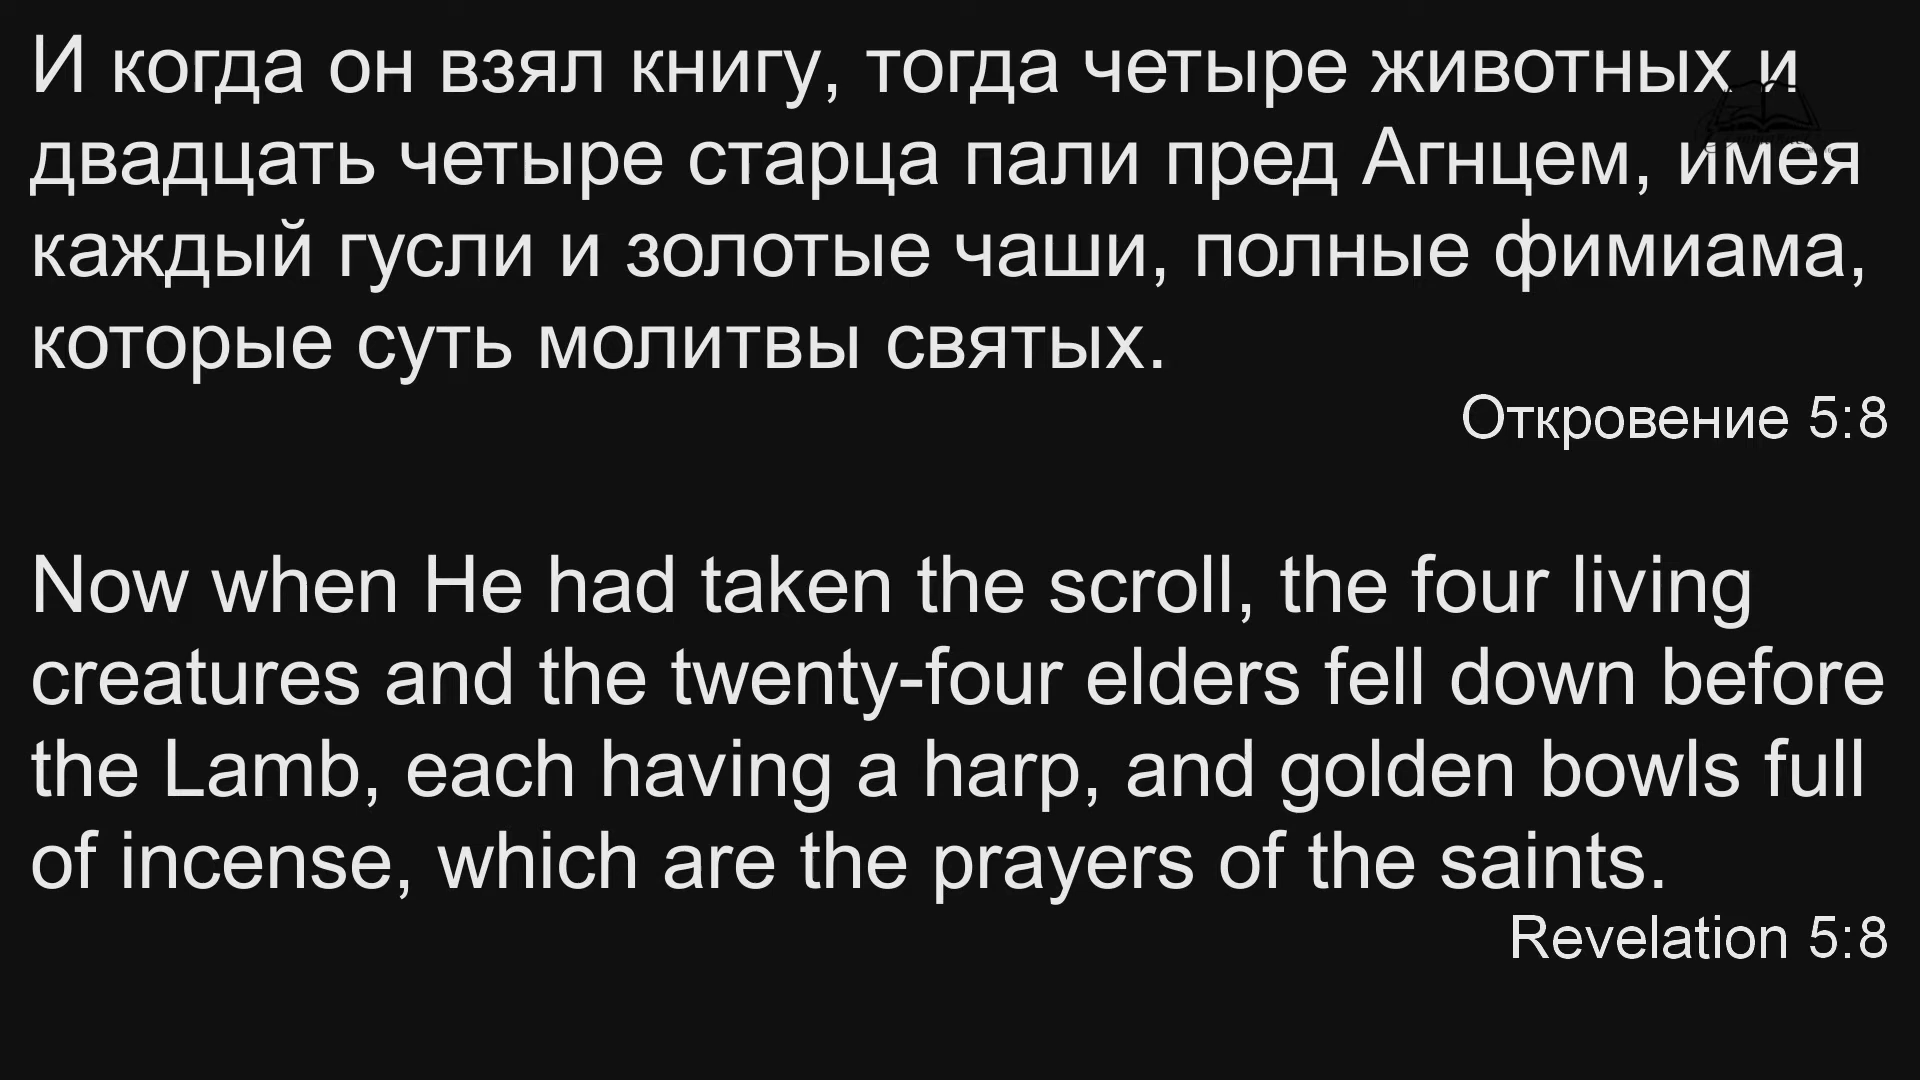 И когда он взял книгу, тогда четыре животных и
двадцать четыре старца пали пред Агнцем, имея
каждый гусли и золотые чаши, полные фимиама,
которые суть молитвы святых.
Откровение 5:8
Now when He had taken the scroll, the four living
creatures and the twenty-four elders fell down before
the Lamb, each having a harp, and golden bowls full
of incense, which are the prayers of the saints.
Revelation 5:8